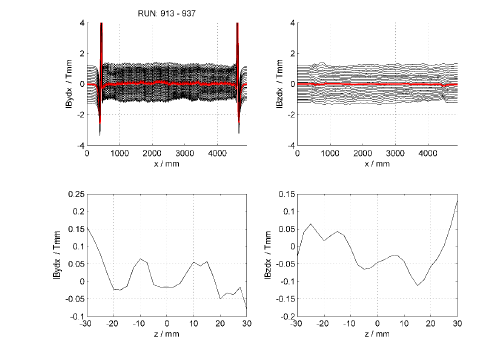 RUN: 913 - 937
4
2
0
-2
-4
IBydx / Tmm
0 1000 2000 3000 4000
x / mm
4
2
0
-2
-4
IBzdx / Tmm
0 1000 2000 3000 4000
x / mm
0.25
0.2
0.15
0.1
0.05
0
-0.05
-0.1
IBydx / Tmm
-30 -20 -10 0 10 20 30
z / mm
0.15
0.1
0.05
0
-0.05
-0.1
-0.15
-0.2
IBzdx / Tmm
-30 -20 -10 0 10 20 30
z / mm